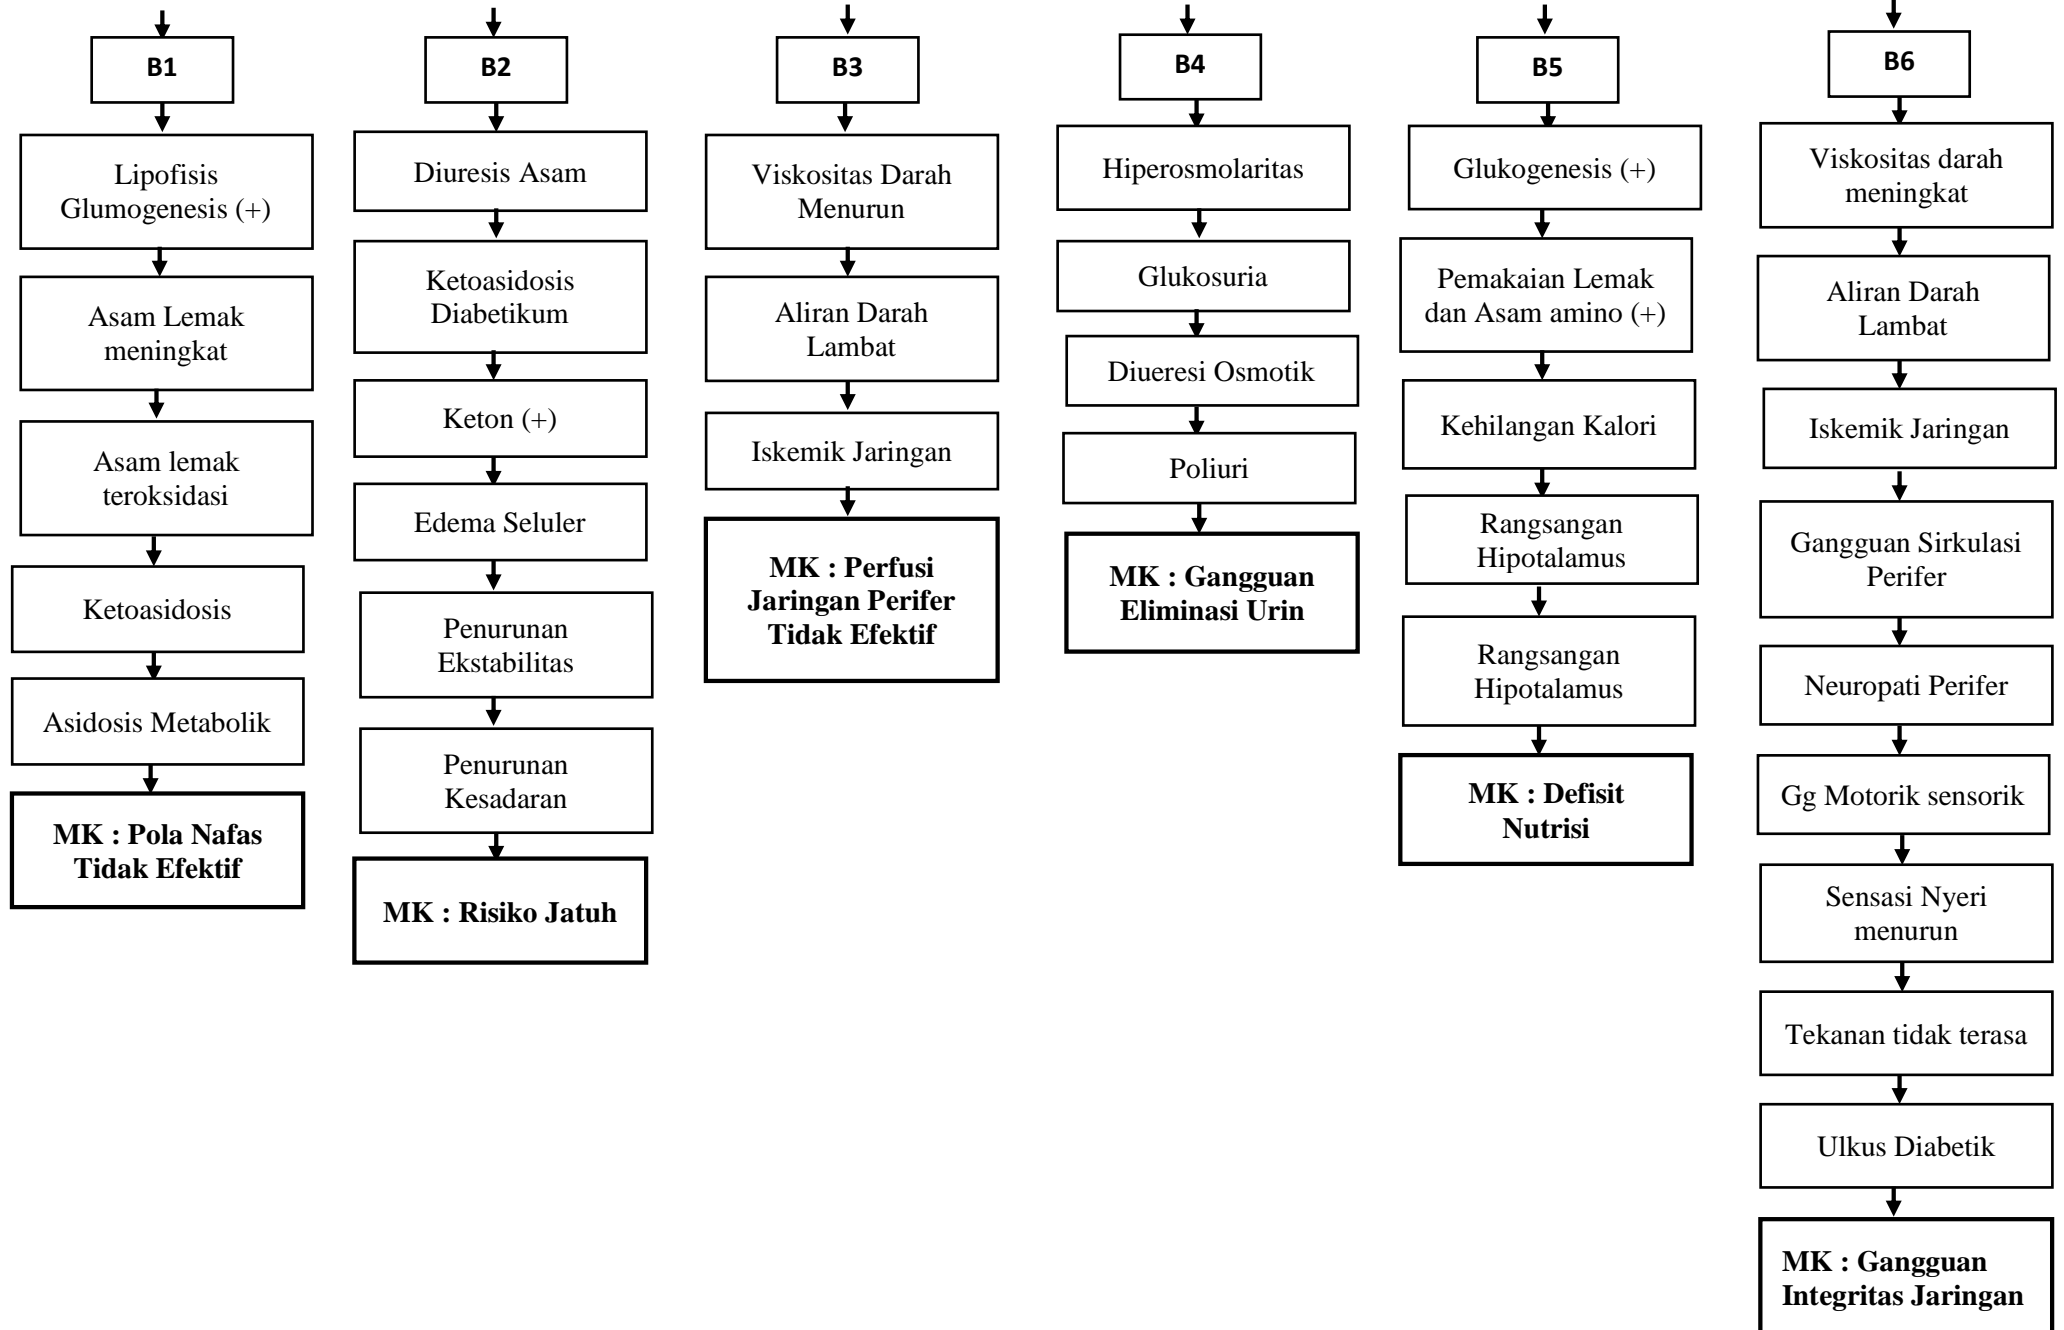 B1
Lipofisis
Glumogenesis (+)
Asam Lemak
meningkat
Asam lemak
teroksidasi
Ketoasidosis
Asidosis Metabolik
MK : Pola Nafas
Tidak Efektif
B2
Diuresis Asam
Ketoasidosis
Diabetikum
Keton (+)
Edema Seluler
Penurunan
Ekstabilitas
Penurunan
Kesadaran
MK : Risiko Jatuh
B3
Viskositas Darah
Menurun
Aliran Darah
Lambat
Iskemik Jaringan
MK : Perfusi
Jaringan Perifer
Tidak Efektif
B4
Hiperosmolaritas
Glukosuria
Diueresi Osmotik
Poliuri
MK : Gangguan
Eliminasi Urin
B5
Glukogenesis (+)
Pemakaian Lemak
dan Asam amino (+)
Kehilangan Kalori
Rangsangan
Hipotalamus
Rangsangan
Hipotalamus
MK : Defisit
Nutrisi
B6
Viskositas darah
meningkat
Aliran Darah
Lambat
Iskemik Jaringan
Gangguan Sirkulasi
Perifer
Neuropati Perifer
Gg Motorik sensorik
Sensasi Nyeri
menurun
Tekanan tidak terasa
Ulkus Diabetik
MK : Gangguan
Integritas Jaringan